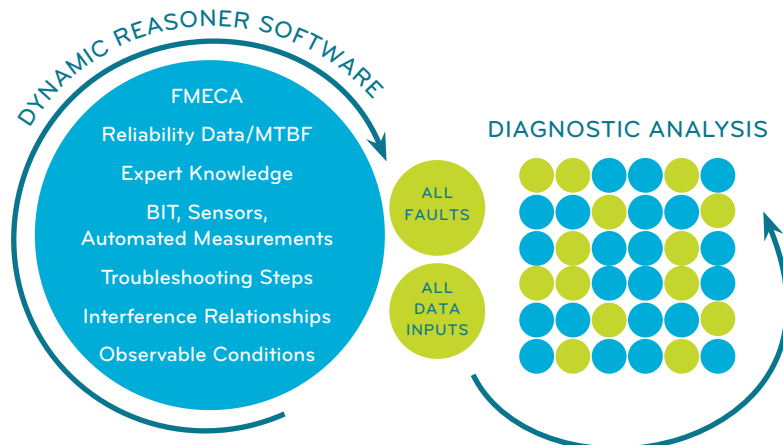 DYNAMIC REASONER SOFTWARE
FMECA
Reliability Data/MTBF
Expert Knowledge
BIT, Sensors,
Automated Measurements
Troubleshooting Steps
Interference Relationships
Observable Conditions
ALL
FAULTS
ALL
DATA
INPUTS
DIAGNOSTIC ANALYSIS